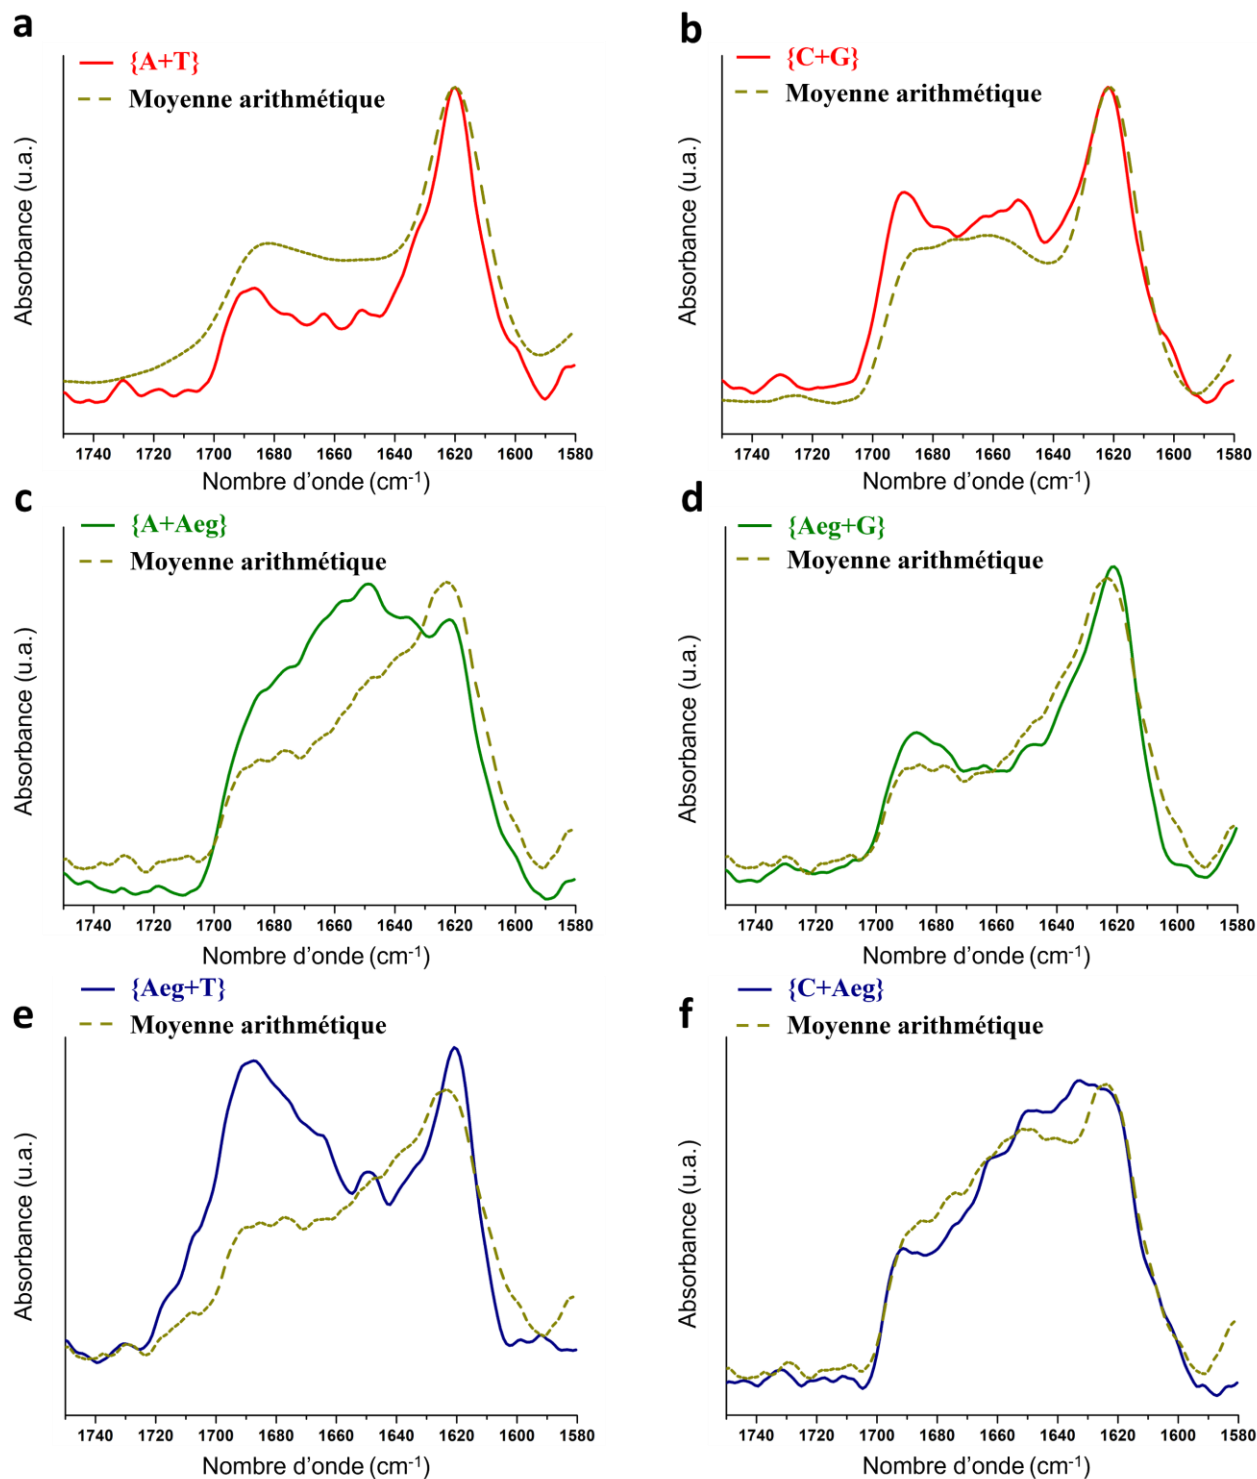 a
{A+T}
Moyenne arithmétique
Absorbance (u.a.)
1740 1720 1700 1680 1660 1640 1620 1600 1580
Nombre d’onde (cm-1)
b
{C+G}
Moyenne arithmétique
Absorbance (u.a.)
1740 1720 1700 1680 1660 1640 1620 1600 1580
Nombre d’onde (cm-1)
c
{A+Aeg}
Moyenne arithmétique
Absorbance (u.a.)
1740 1720 1700 1680 1660 1640 1620 1600 1580
Nombre d’onde (cm-1)
d
{Aeg+G}
Moyenne arithmétique
Absorbance (u.a.)
1740 1720 1700 1680 1660 1640 1620 1600 1580
Nombre d’onde (cm-1)
e
{Aeg+T}
Moyenne arithmétique
Absorbance (u.a.)
1740 1720 1700 1680 1660 1640 1620 1600 1580
Nombre d’onde (cm-1)
f
{C+Aeg}
Moyenne arithmétique
Absorbance (u.a.)
1740 1720 1700 1680 1660 1640 1620 1600 1580
Nombre d’onde (cm-1)